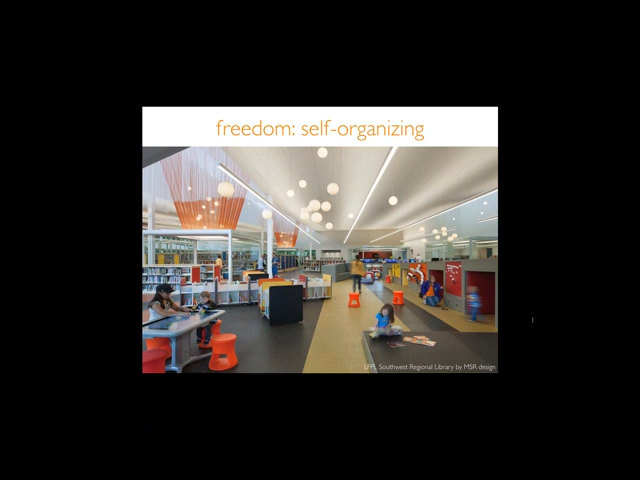 freedom: self-organizing
LFPL Southwest Regional Library by MSR design